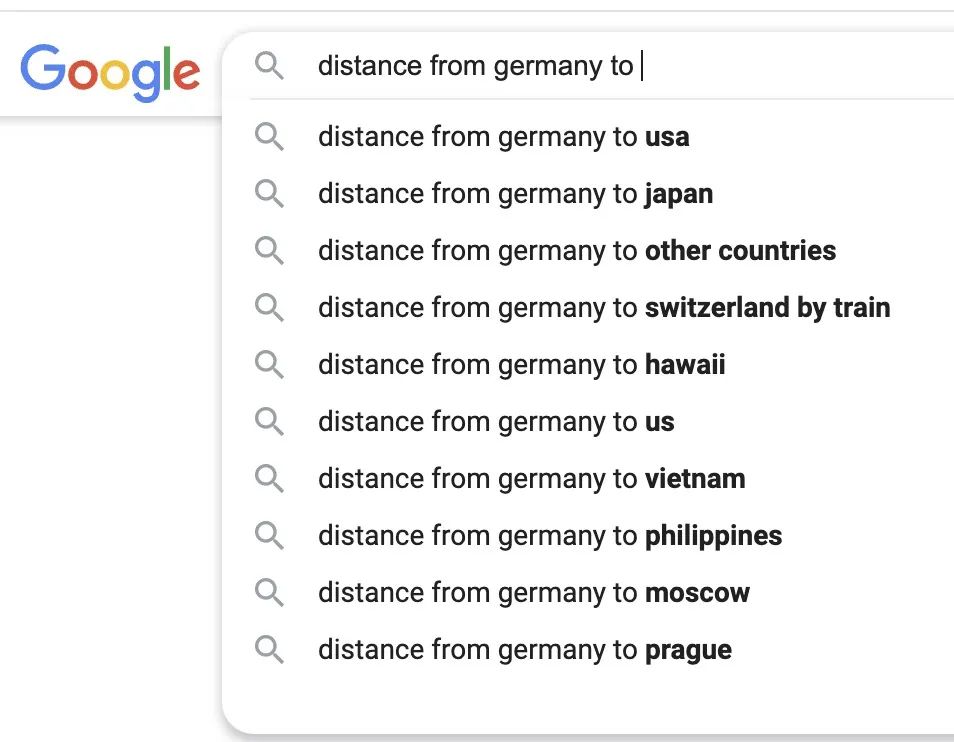 Google
distance from germany to
distance from germany to usa
distance from germany to japan
distance from germany to other countries
distance from germany to switzerland by train
distance from germany to hawaii
distance from germany to us
distance from germany to vietnam
distance from germany to philippines
distance from germany to moscow
distance from germany to prague